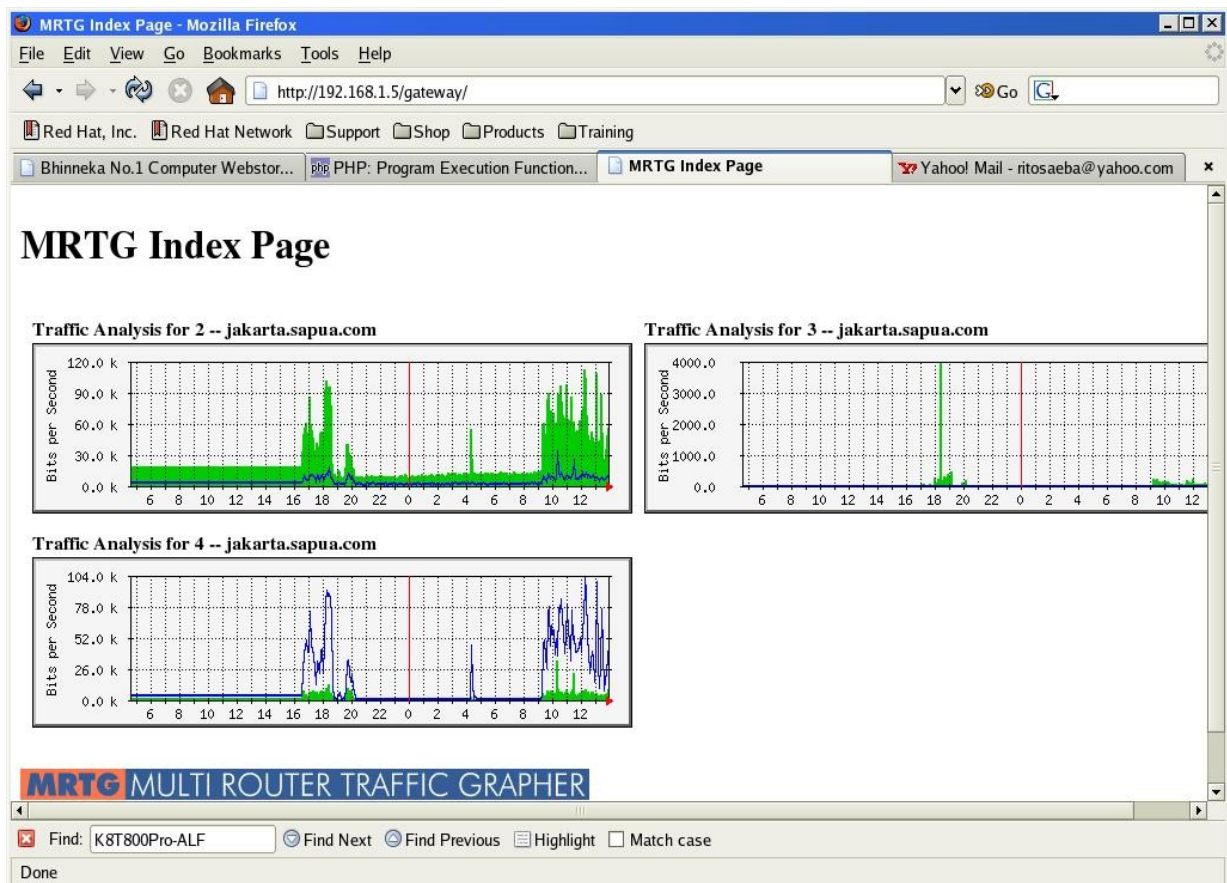 MRTG Index Page - Mozilla Firefox
File Edit View Go Bookmarks Tools Help
http://192.168.1.5/gateway/
Go
G
Red Hat, Inc. Red Hat Network Support Shop Products Training
Bhinneka No.1 Computer Webstor... php PHP: Program Execution Function... MRTG Index Page Y! Yahoo! Mail - ritosaeba@yahoo.com
MRTG Index Page
Traffic Analysis for 2 -- jakarta.sapua.com
Bits per Second
120.0 k
90.0 k
60.0 k
30.0 k
0.0 k
6 8 10 12 14 16 18 20 22 0 2 4 6 8 10 12
Traffic Analysis for 3 -- jakarta.sapua.com
Bits per Second
4000.0
3000.0
2000.0
1000.0
0.0
6 8 10 12 14 16 18 20 22 0 2 4 6 8 10 12
Traffic Analysis for 4 -- jakarta.sapua.com
Bits per Second
104.0 k
78.0 k
52.0 k
26.0 k
0.0 k
6 8 10 12 14 16 18 20 22 0 2 4 6 8 10 12
MRTG MULTI ROUTER TRAFFIC GRAPHER
Find: K8T800Pro-ALF Find Next Find Previous Highlight Match case
Done